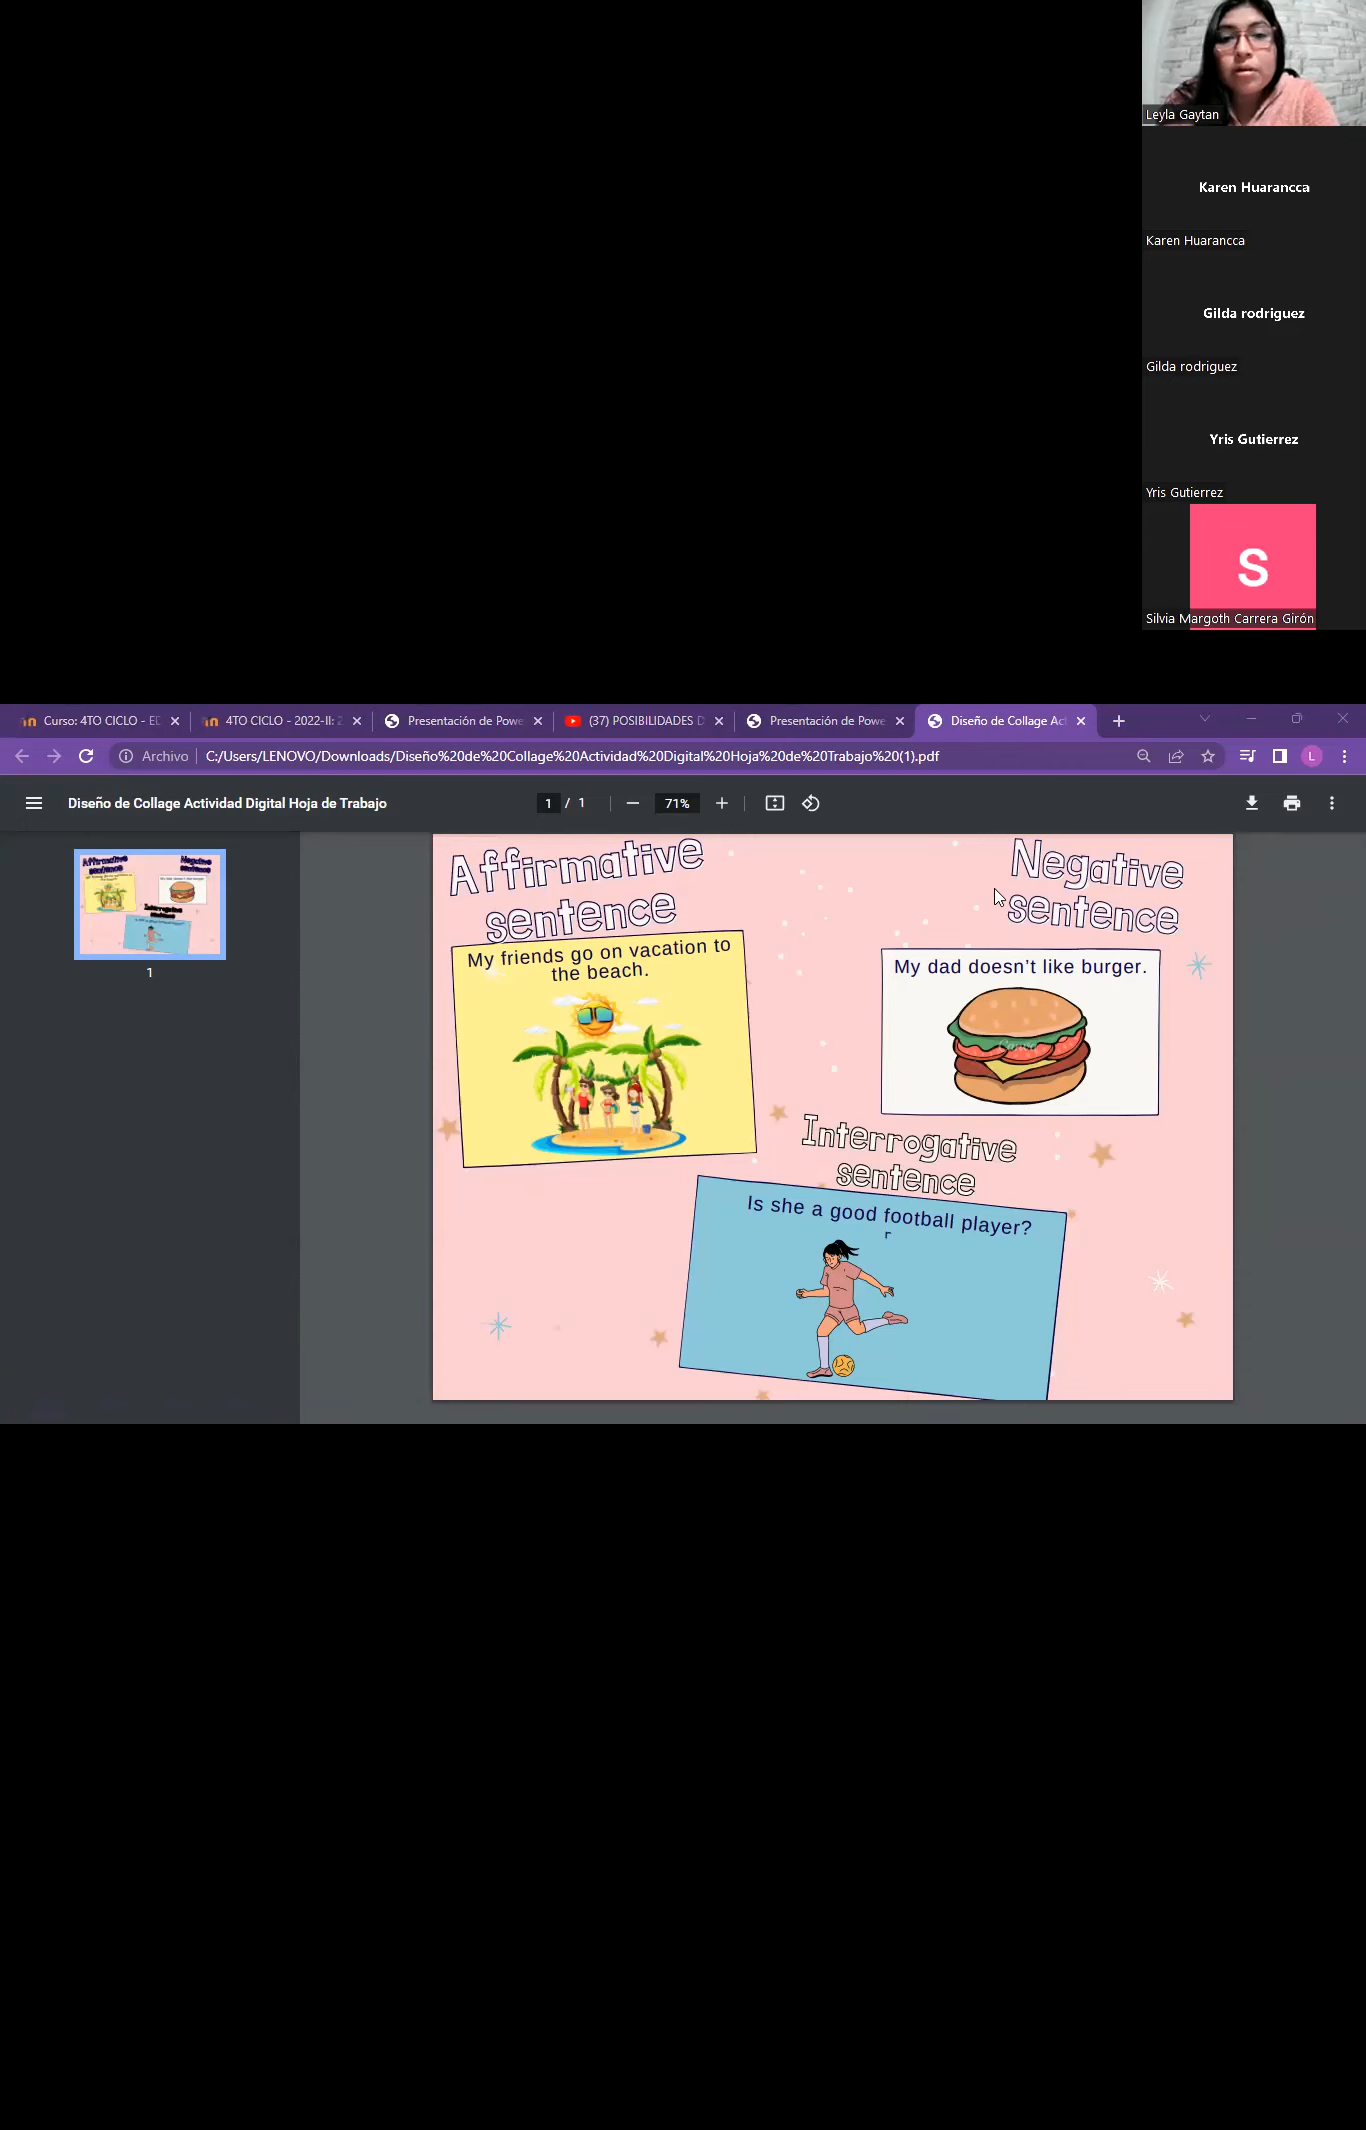 Leyla Gaytan
Karen Huarancca
Karen Huarancca
Gilda rodriguez
Gilda rodriguez
Yris Gutierrez
Yris Gutierrez
S
Silvia Margoth Carrera Girón
Curso: 4TO CICLO - ED
4TO CICLO - 2022-II: 2
Presentación de Powe
(37) POSIBILIDADES D
Presentación de Powe
Diseño de Collage Act
Archivo
C:/Users/LENOVO/Downloads/Diseño%20de%20Collage%20Actividad%20Digital%20Hoja%20de%20Trabajo%20(1).pdf
L
Diseño de Collage Actividad Digital Hoja de Trabajo
1 / 1
71%
1
Affirmative
sentence
My friends go on vacation to
the beach.
Negative
sentence
My dad doesn't like burger.
Canva
Interrogative
sentence
Is she a good football player?